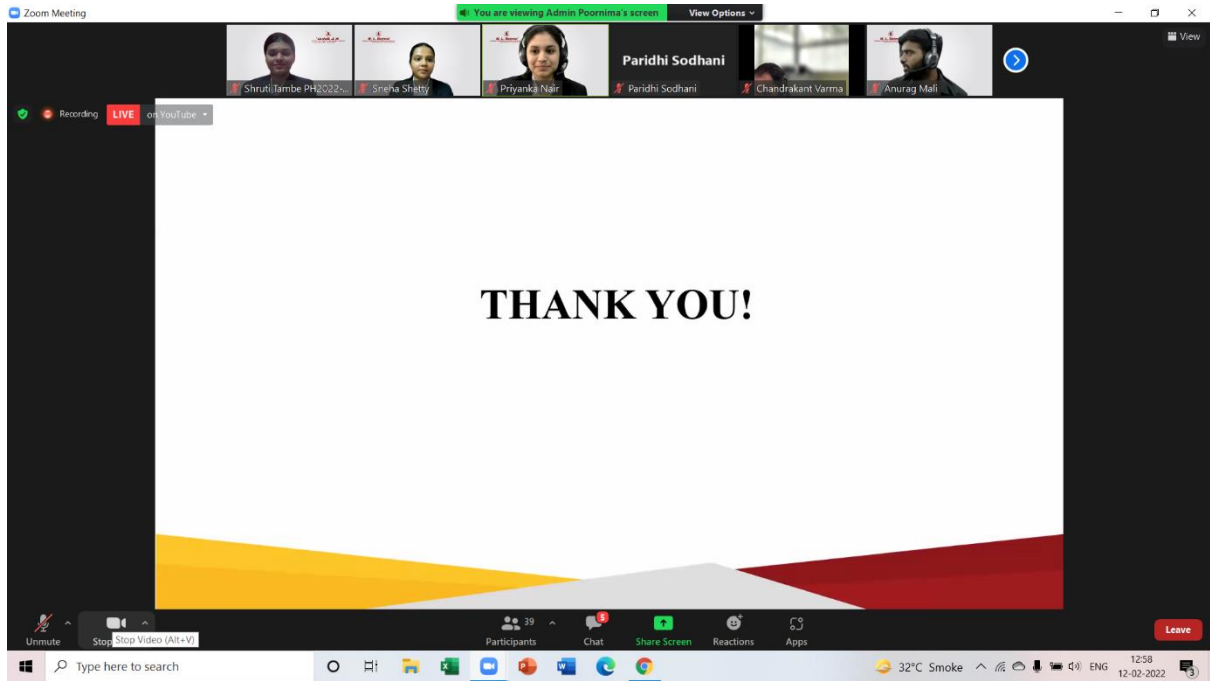 Zoom Meeting
You are viewing Admin Poornima's screen View Options
View
Paridhi Sodhani
Shruti Tambe PH2022-...
Sneha Shetty
Priyanka Nair
Paridhi Sodhani
Chandrakant Varma
Anurag Mali
Recording LIVE on YouTube
THANK YOU!
Unmute
Stop
Stop Video (Alt+V)
39
Participants
5
Chat
Share Screen
Reactions
Apps
Leave
Type here to search
32°C Smoke
ENG
12:58
12-02-2022
3